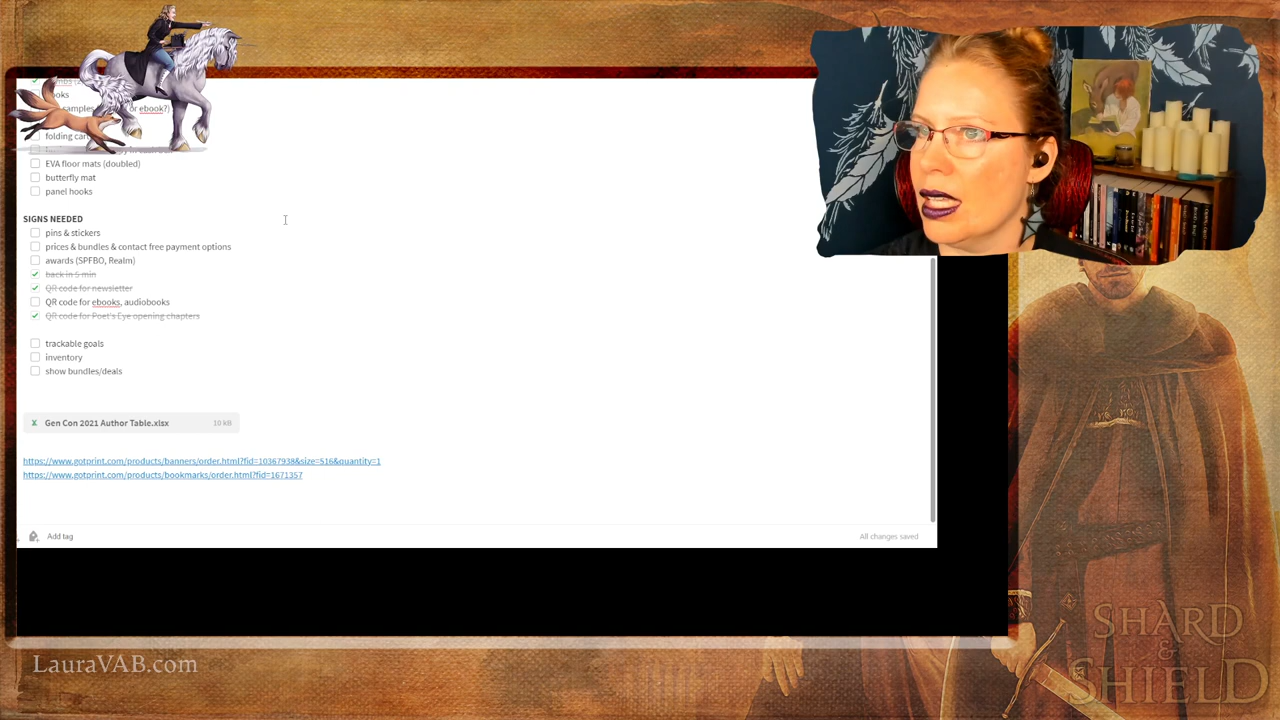 ooks
samples
or ebook?)
folding car
EVA floor mats (doubled)
butterfly mat
panel hooks
SIGNS NEEDED
pins & stickers
prices & bundles & contact free payment options
awards (SPFBO, Realm)
back in 5 min
QR code for newsletter
QR code for ebooks, audiobooks
QR code for Poet's Eye opening chapters
trackable goals
inventory
show bundles/deals
Gen Con 2021 Author Table.xlsx 10 KB
https://www.gotprint.com/products/banners/order.html?fid=10367938&size=516&quantity=1
https://www.gotprint.com/products/bookmarks/order.html?fid=1671357
Add tag
All changes saved
LauraVAB.com
SHARD
&
SHIELD